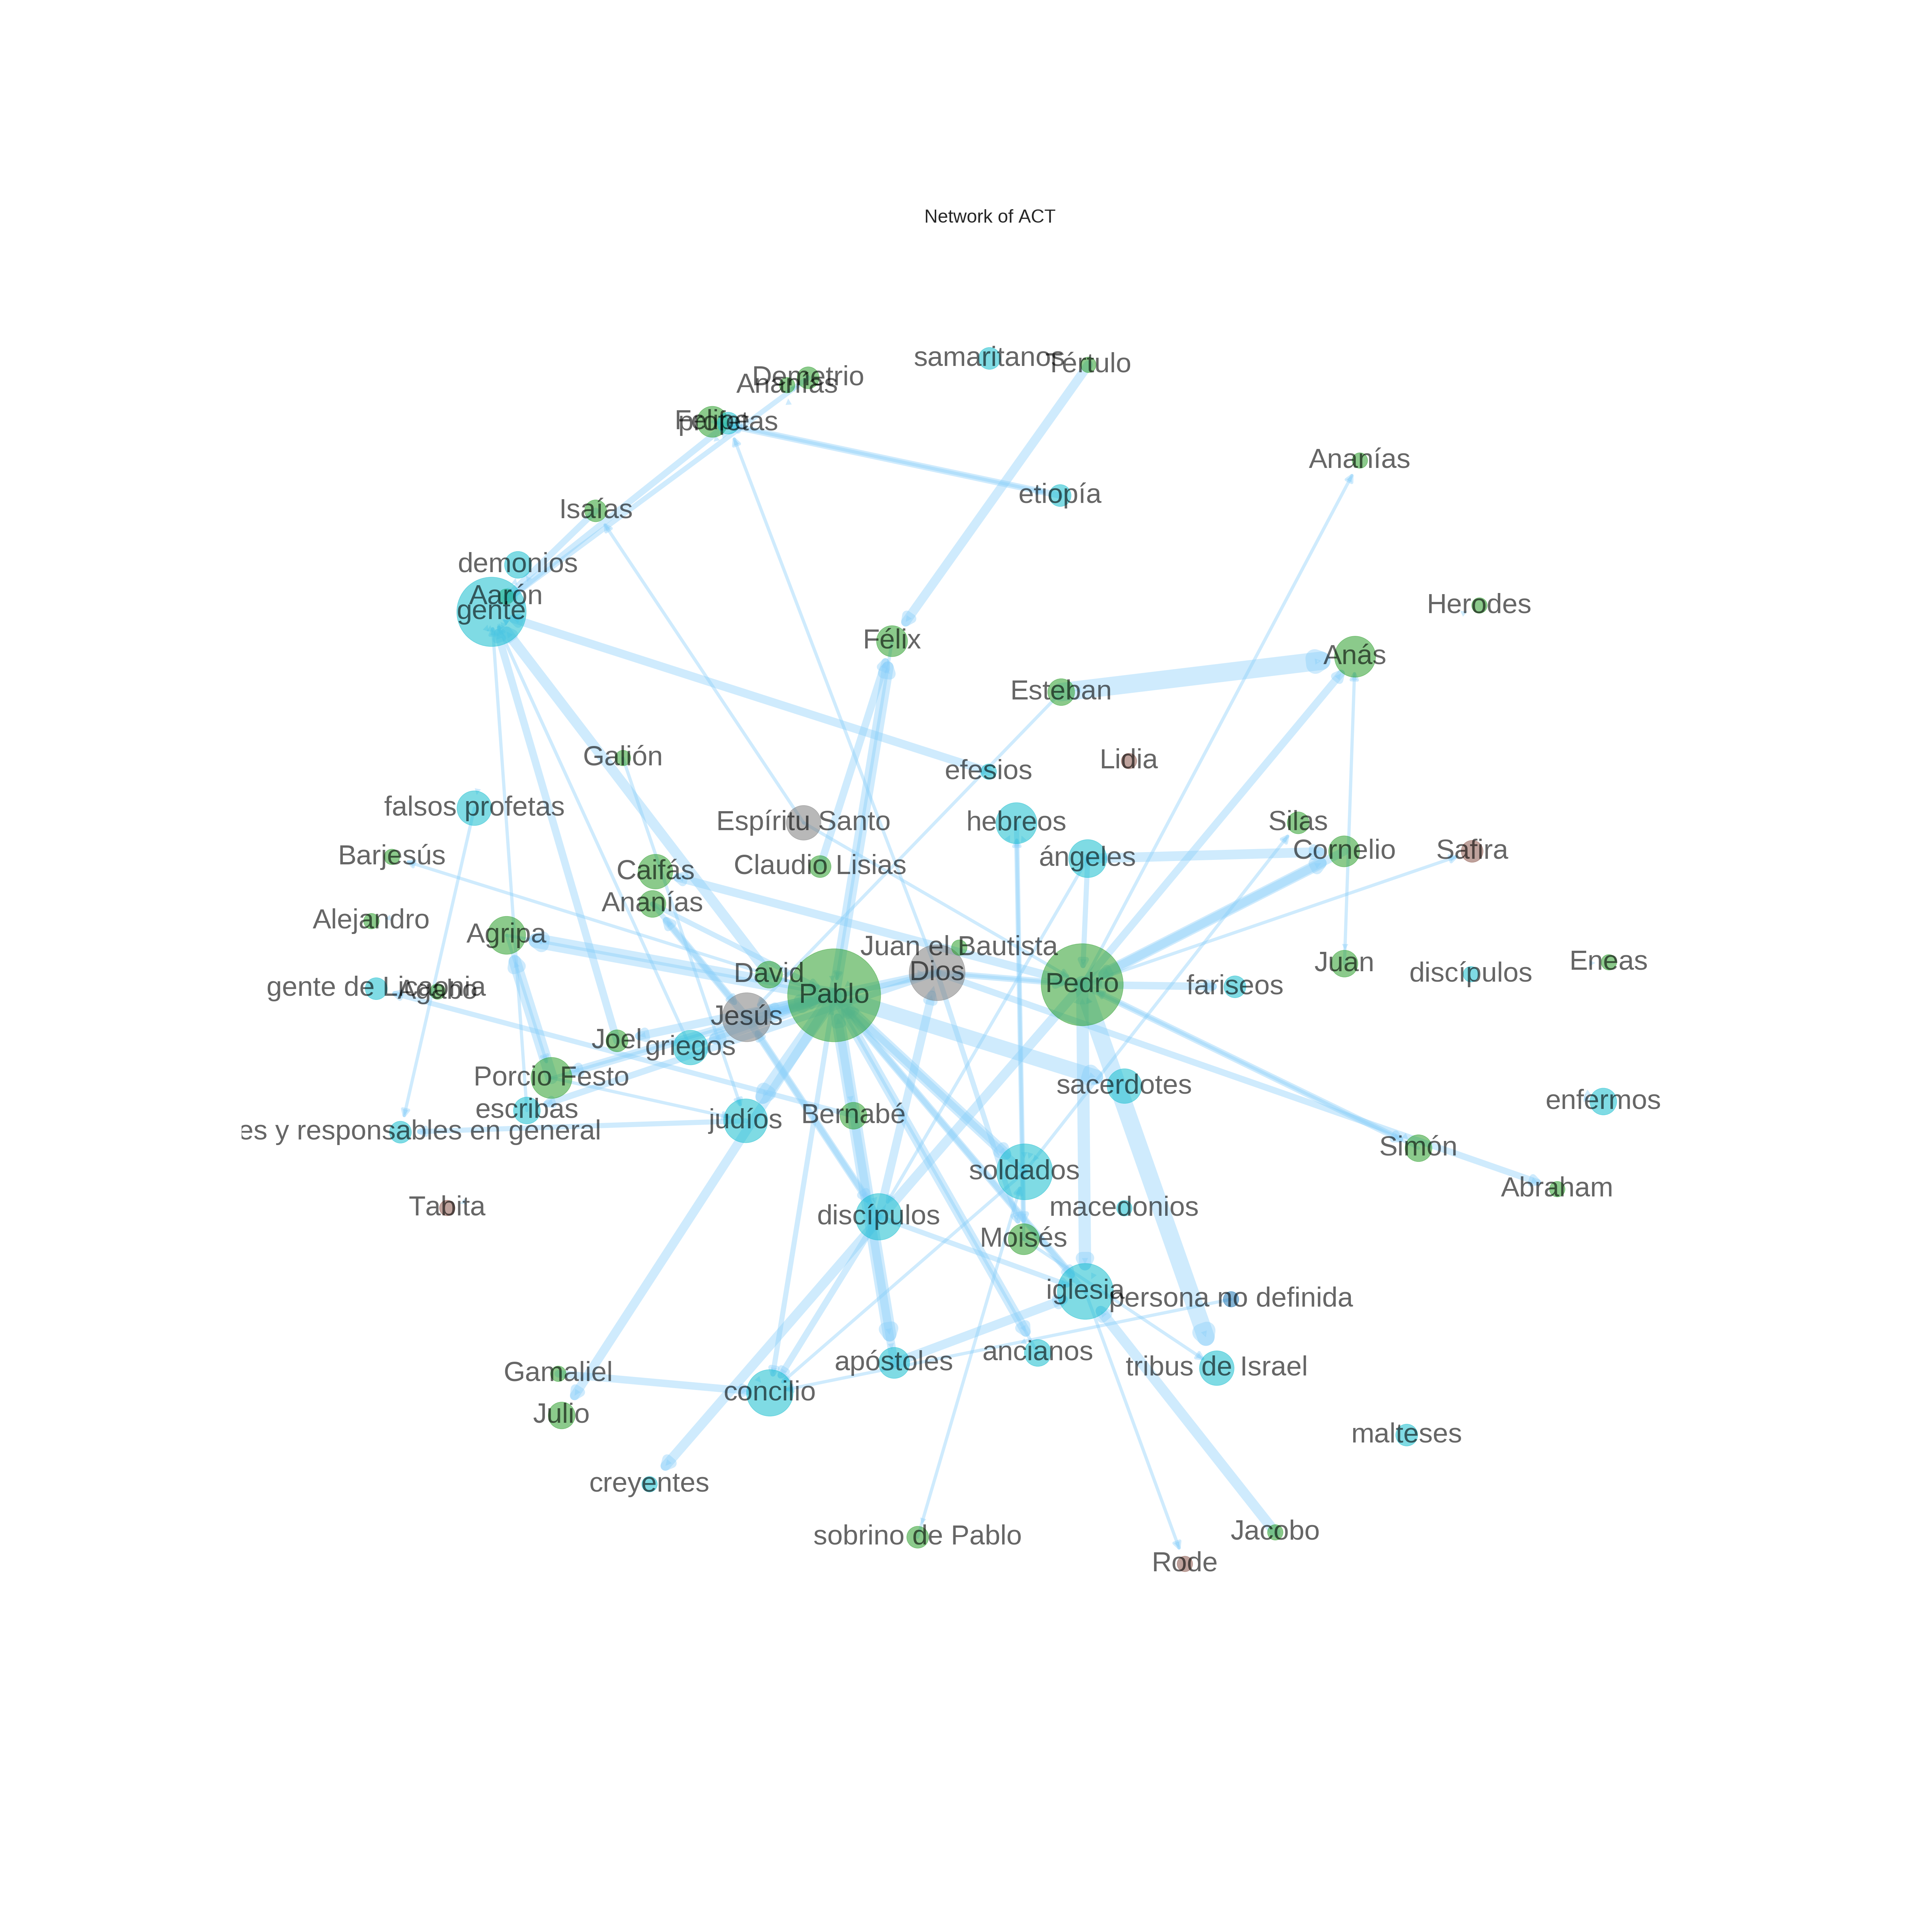 Network of ACT
samaritanos
Tértulo
Demetrio
Ananías
Felipe
profetas
Ananías
etiopía
Isaías
demonios
Aarón
gente
Herodes
Félix
Anás
Esteban
Galión
Lidia
efesios
falsos profetas
Espíritu Santo
hebreos
Silas
Barjesús
Caifás
Claudio Lisias
ángeles
Cornelio
Safira
Ananías
Alejandro
Agripa
Juan el Bautista
David
Dios
Juan
discípulos
Eneas
gente de Licaonia
Agabo
Pablo
Pedro
fariseos
Jesús
Joel
griegos
Porcio Festo
sacerdotes
escribas
judíos
Bernabé
enfermos
es y responsables en general
Simón
soldados
Abraham
Tabita
discípulos
macedonios
Moisés
iglesia
persona no definida
Gamaliel
apóstoles
ancianos
tribus de Israel
concilio
Julio
malteses
creyentes
sobrino de Pablo
Jacobo
Rode